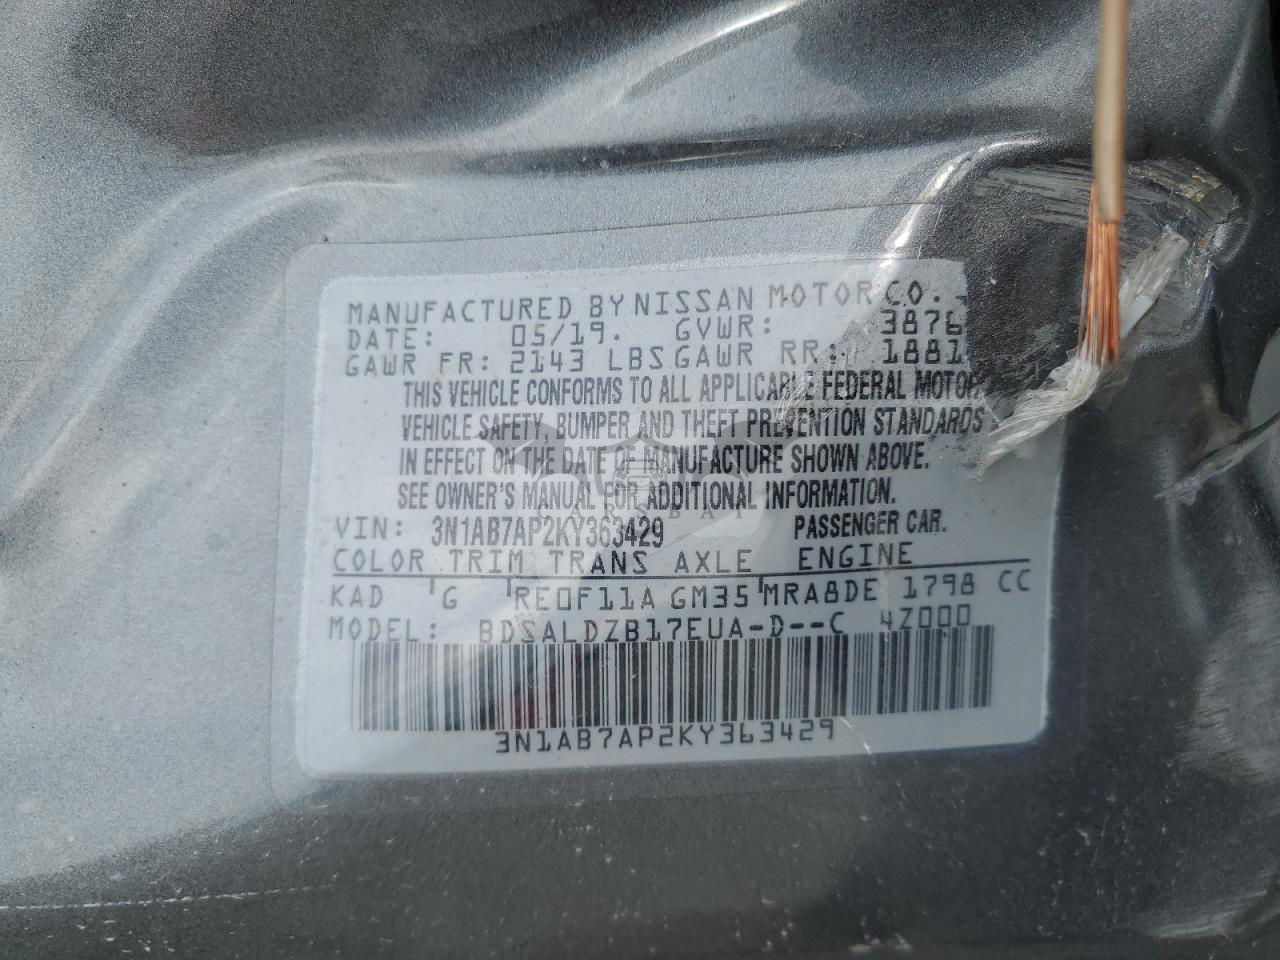 MANUFACTURED BY NISSAN MOTOR CO.
DATE: 05/19. GVWR: 3876
GAWR FR: 2143 LBS GAWR RR: 1881
THIS VEHICLE CONFORMS TO ALL APPLICABLE FEDERAL MOTOR
VEHICLE SAFETY, BUMPER AND THEFT PREVENTION STANDARDS
IN EFFECT ON THE DATE OF MANUFACTURE SHOWN ABOVE.
SEE OWNER'S MANUAL FOR ADDITIONAL INFORMATION.
VIN: 3N1AB7AP2KY363429 PASSENGER CAR.
COLOR TRIM TRANS AXLE ENGINE
KAD G RE0F11A GM35 MRA8DE 1798 CC
MODEL: BDSALDZB17EUA-D--C 4Z000
3N1AB7AP2KY363429